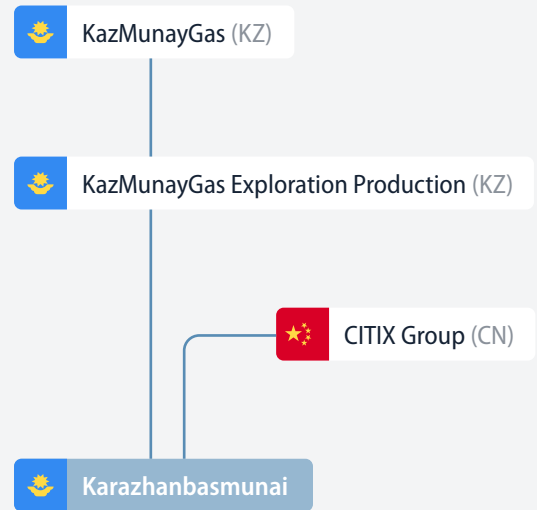 KazMunayGas (KZ)
KazMunayGas Exploration Production (KZ)
CITIX Group (CN)
Karazhanbasmunai